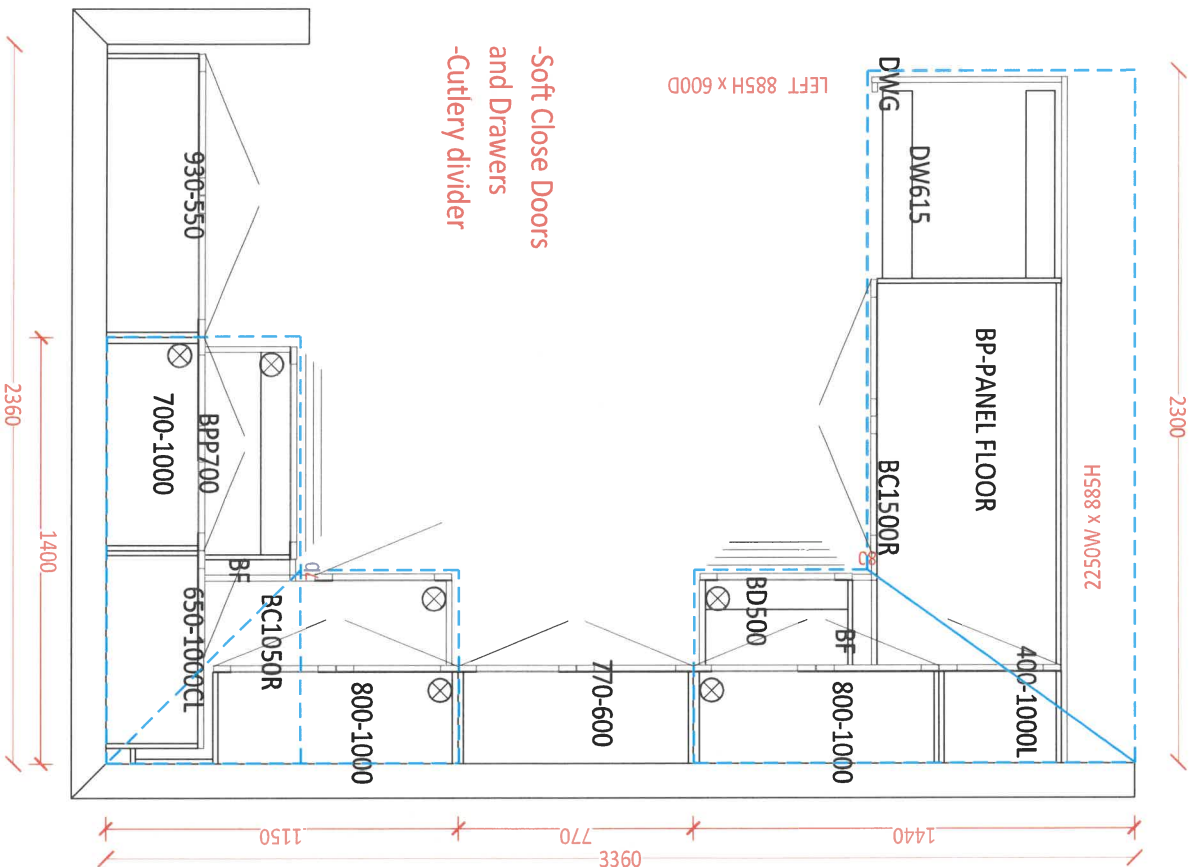 -Soft Close Doors
and Drawers
-Cutlery divider
LEFT 885H x 600D
DWG
DW615
BP-PANEL FLOOR
BC1500R
2250W x 885H
2300
930-550
700-1000
BPP700
BF
650-1000CL
BC1050R
800-1000
770-600
BD500
BF
800-1000
400-1000L
2360
1400
1150
770
1440
3360